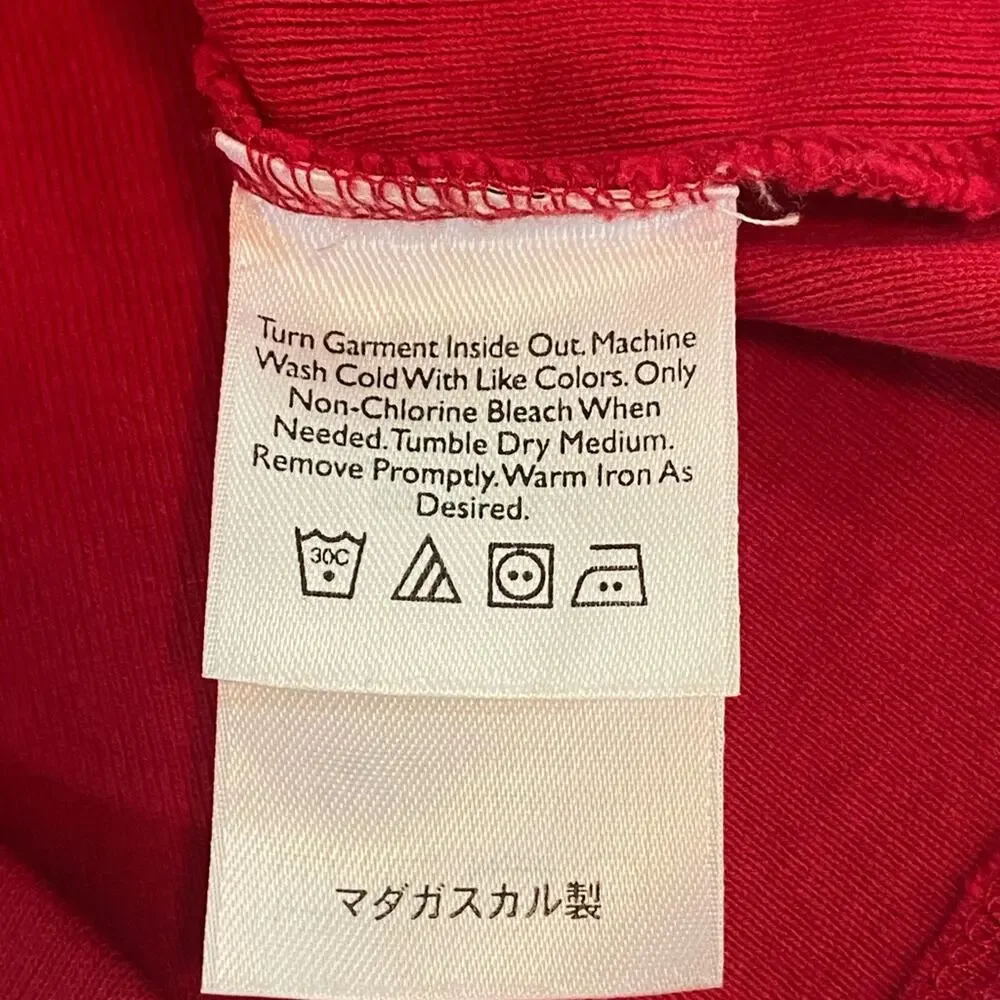 Turn Garment Inside Out. Machine
Wash Cold With Like Colors. Only
Non-Chlorine Bleach When
Needed. Tumble Dry Medium.
Remove Promptly. Warm Iron As
Desired.
30C
マダガスカル製